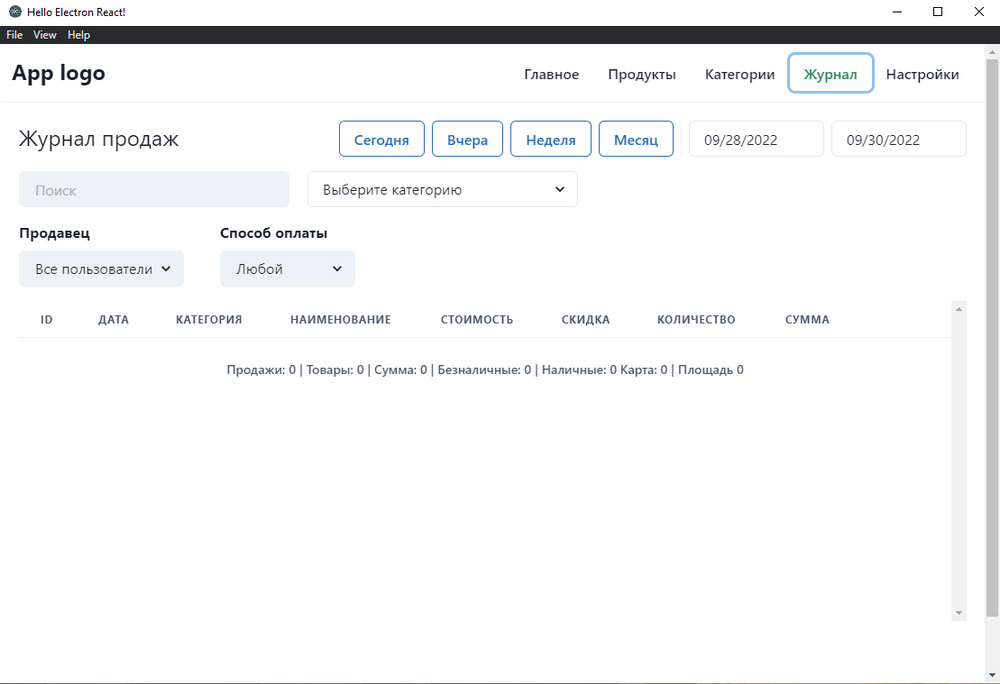 Hello Electron React!
File View Help
App logo Главное Продукты Категории Журнал Настройки
Журнал продаж Сегодня Вчера Неделя Месяц 09/28/2022 09/30/2022
Поиск Выберите категорию
Продавец Способ оплаты
Все пользователи Любой
ID ДАТА КАТЕГОРИЯ НАИМЕНОВАНИЕ СТОИМОСТЬ СКИДКА КОЛИЧЕСТВО СУММА
Продажи: 0 | Товары: 0 | Сумма: 0 | Безналичные: 0 | Наличные: 0 Карта: 0 | Площадь 0